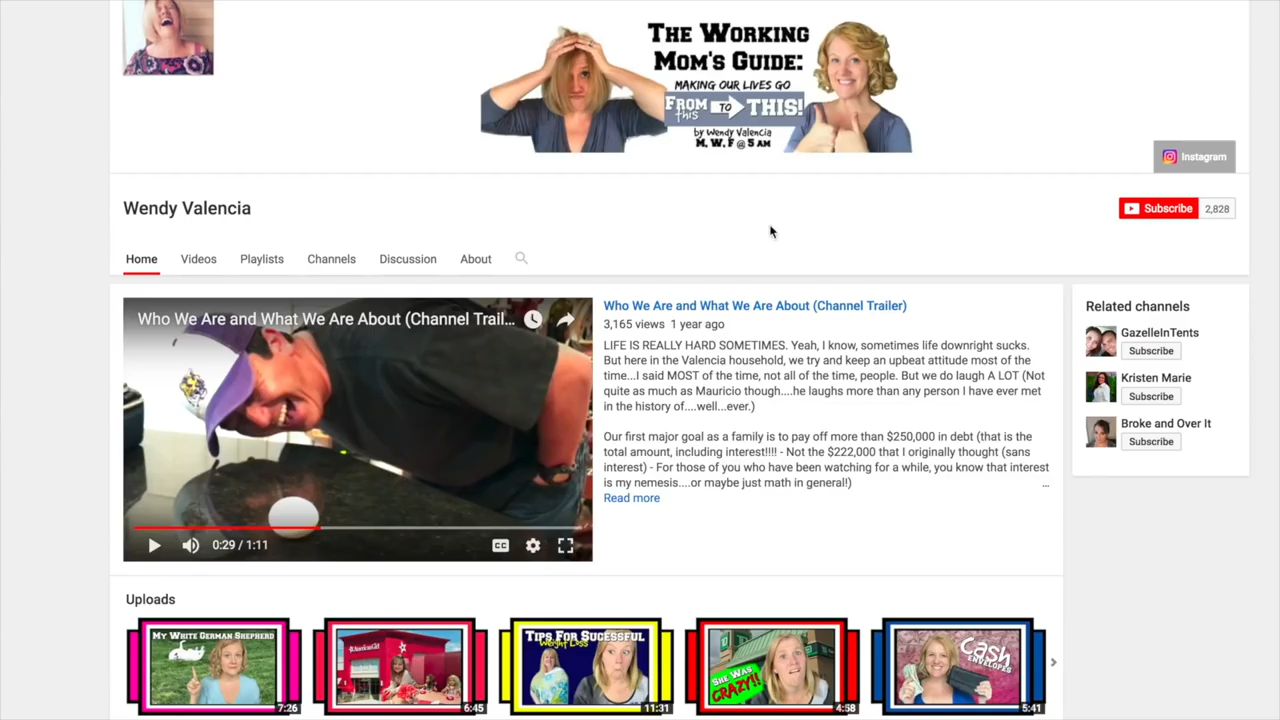 THE WORKING
MOM'S GUIDE:
MAKING OUR LIVES GO
FROM this TO THIS!
by Wendy Valencia
M, W, F @ 5 AM
Instagram
Wendy Valencia
Subscribe 2,828
Home Videos Playlists Channels Discussion About
Who We Are and What We Are About (Channel Trail...
0:29 / 1:11
CC
Who We Are and What We Are About (Channel Trailer)
3,165 views 1 year ago
LIFE IS REALLY HARD SOMETIMES. Yeah, I know, sometimes life downright sucks.
But here in the Valencia household, we try and keep an upbeat attitude most of the
time...I said MOST of the time, not all of the time, people. But we do laugh A LOT (Not
quite as much as Mauricio though....he laughs more than any person I have ever met
in the history of....well...ever.)
Our first major goal as a family is to pay off more than $250,000 in debt (that is the
total amount, including interest!!!! - Not the $222,000 that I originally thought (sans
interest) - For those of you who have been watching for a while, you know that interest
is my nemesis....or maybe just math in general!)
...
Read more
Related channels
GazelleInTents
Subscribe
Kristen Marie
Subscribe
Broke and Over It
Subscribe
Uploads
MY WHITE GERMAN SHEPHERD
7:26
American Girl
6:45
TIPS FOR SUCESSFUL
Weight Loss
11:31
SHE WAS
CRAZY!!
4:58
CASH
ENVELOPES
5:41